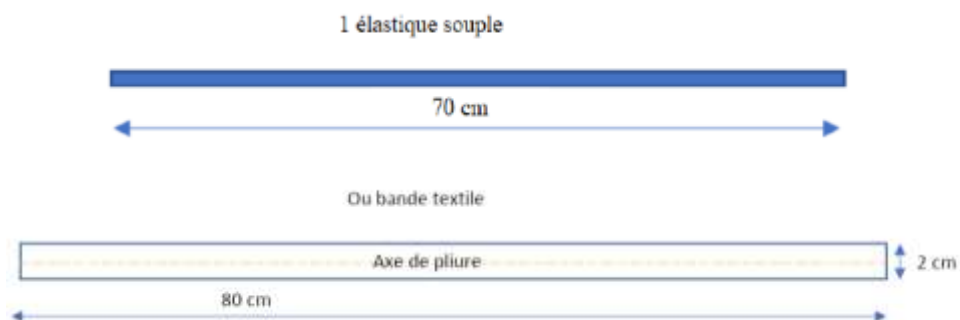 1 élastique souple
70 cm
Ou bande textile
Axe de pliure
2 cm
80 cm